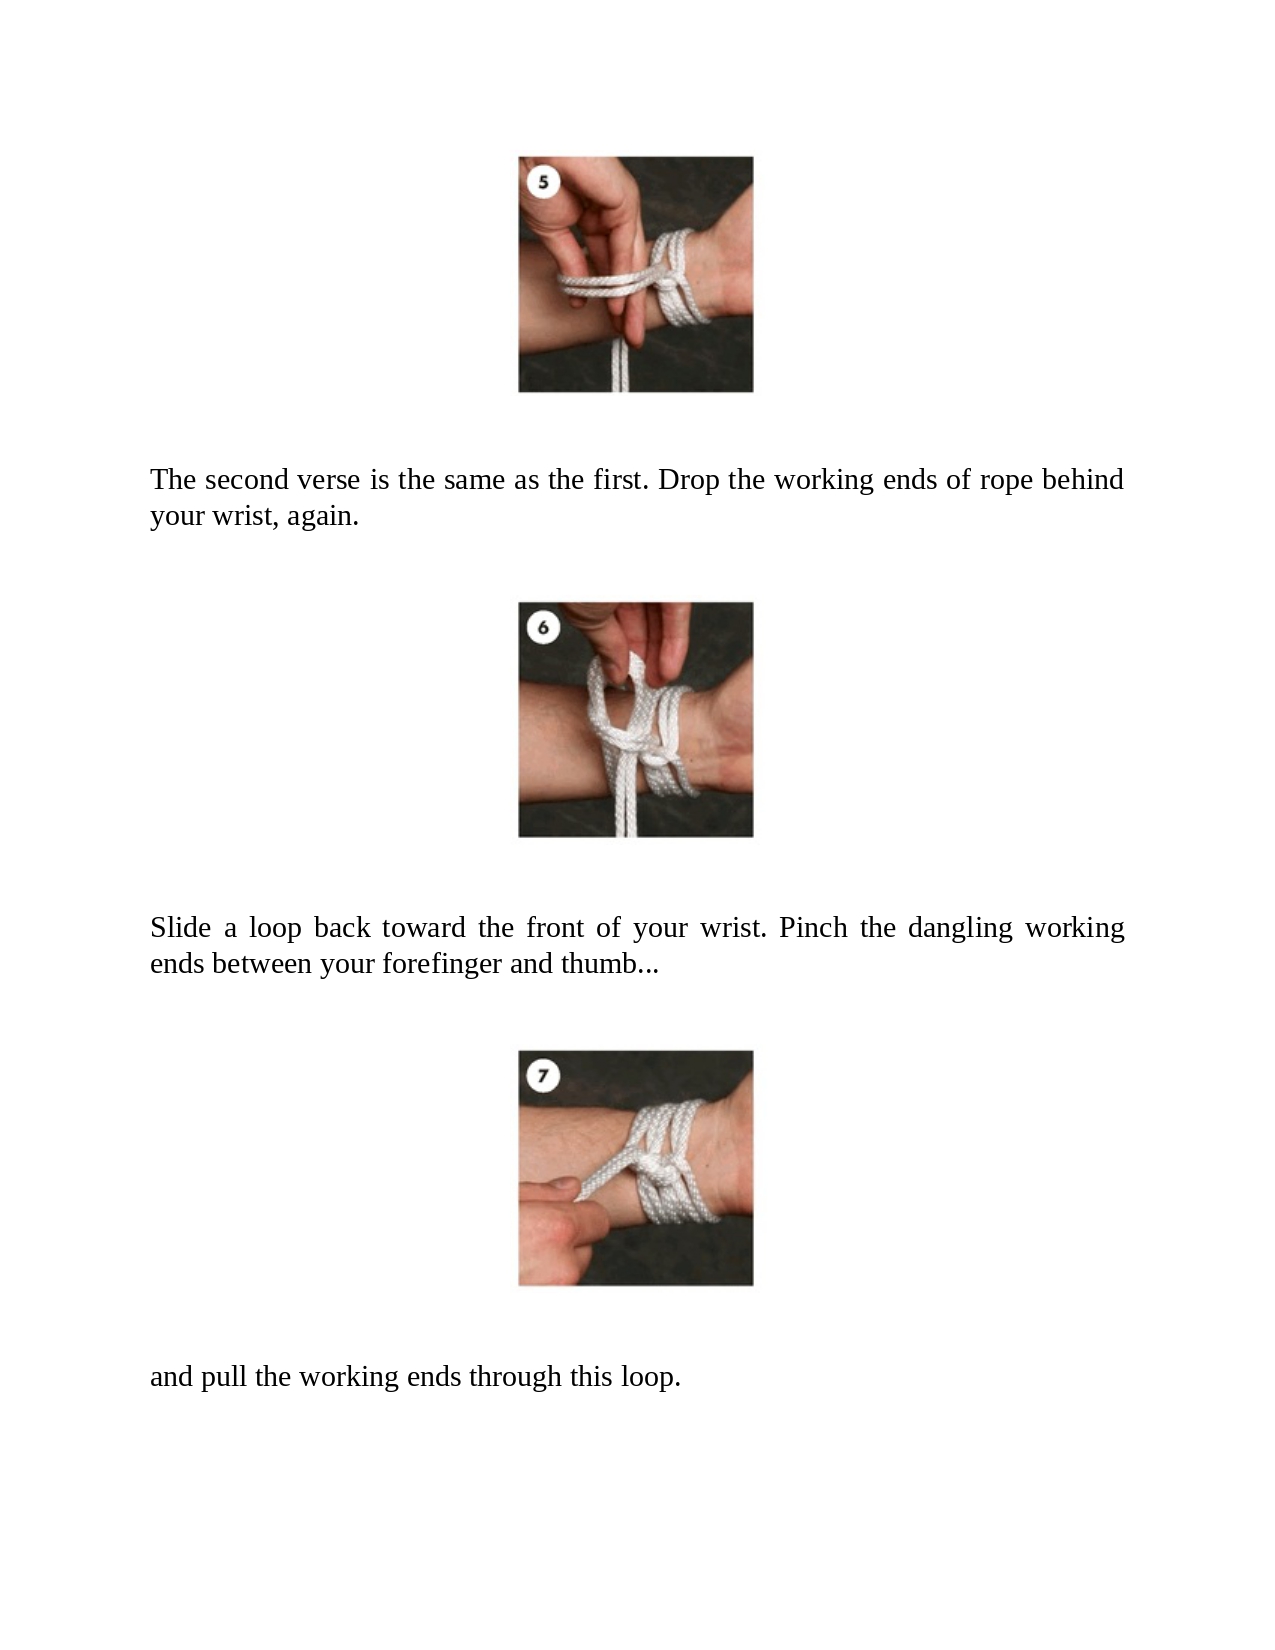 5
The second verse is the same as the first. Drop the working ends of rope behind
your wrist, again.
6
Slide a loop back toward the front of your wrist. Pinch the dangling working
ends between your forefinger and thumb...
7
and pull the working ends through this loop.